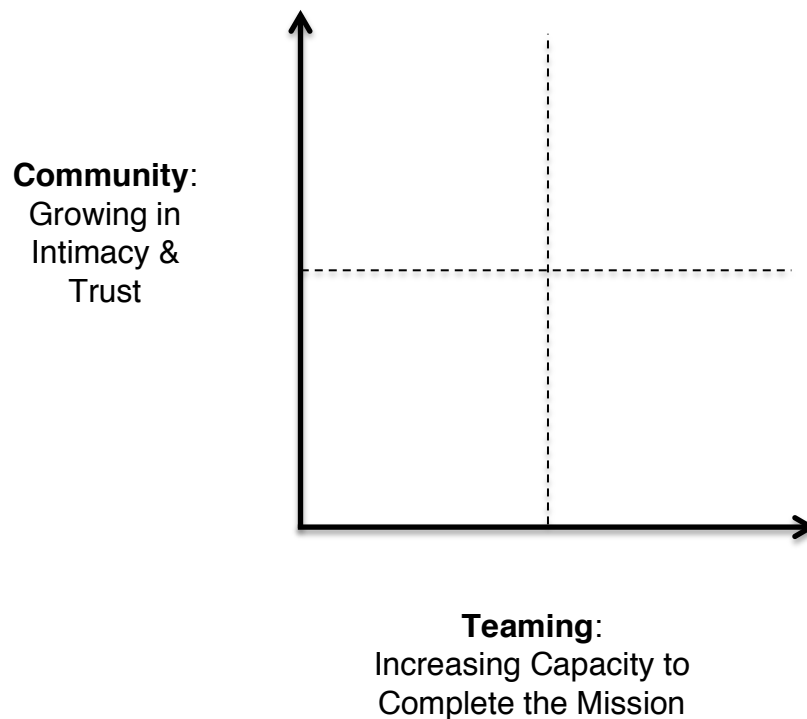 Community:
Growing in
Intimacy &
Trust
Teaming:
Increasing Capacity to
Complete the Mission